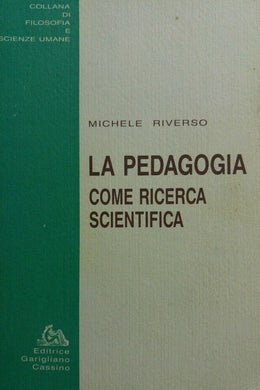 COLLANA
DI
FILOSOFIA
E
SCIENZE UMANE
MICHELE RIVERSO
LA PEDAGOGIA
COME RICERCA
SCIENTIFICA
Editrice
Garigliano
Cassino